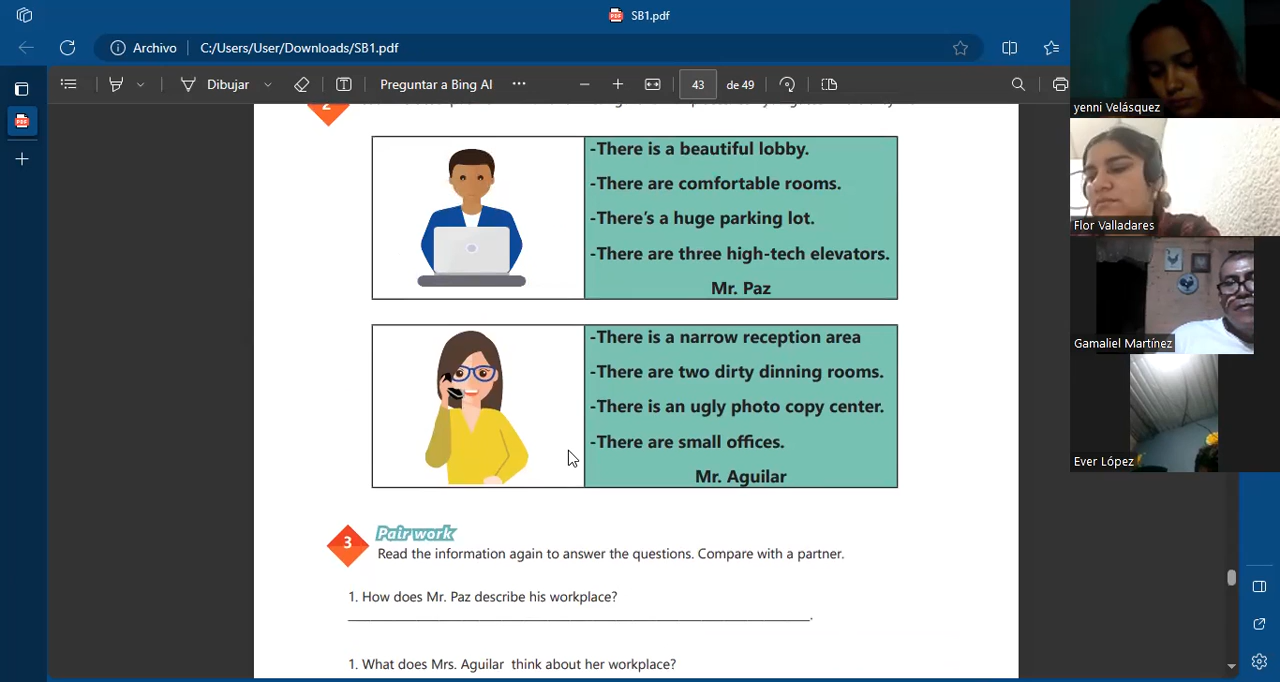 SB1.pdf
Archivo C:/Users/User/Downloads/SB1.pdf
Dibujar Preguntar a Bing AI 43 de 49
2
-There is a beautiful lobby.
-There are comfortable rooms.
-There's a huge parking lot.
-There are three high-tech elevators.
Mr. Paz
-There is a narrow reception area
-There are two dirty dinning rooms.
-There is an ugly photo copy center.
-There are small offices.
Mr. Aguilar
3 Pair work
Read the information again to answer the questions. Compare with a partner.
1. How does Mr. Paz describe his workplace?
1. What does Mrs. Aguilar think about her workplace?
yenni Velásquez
Flor Valladares
Gamaliel Martínez
Ever López